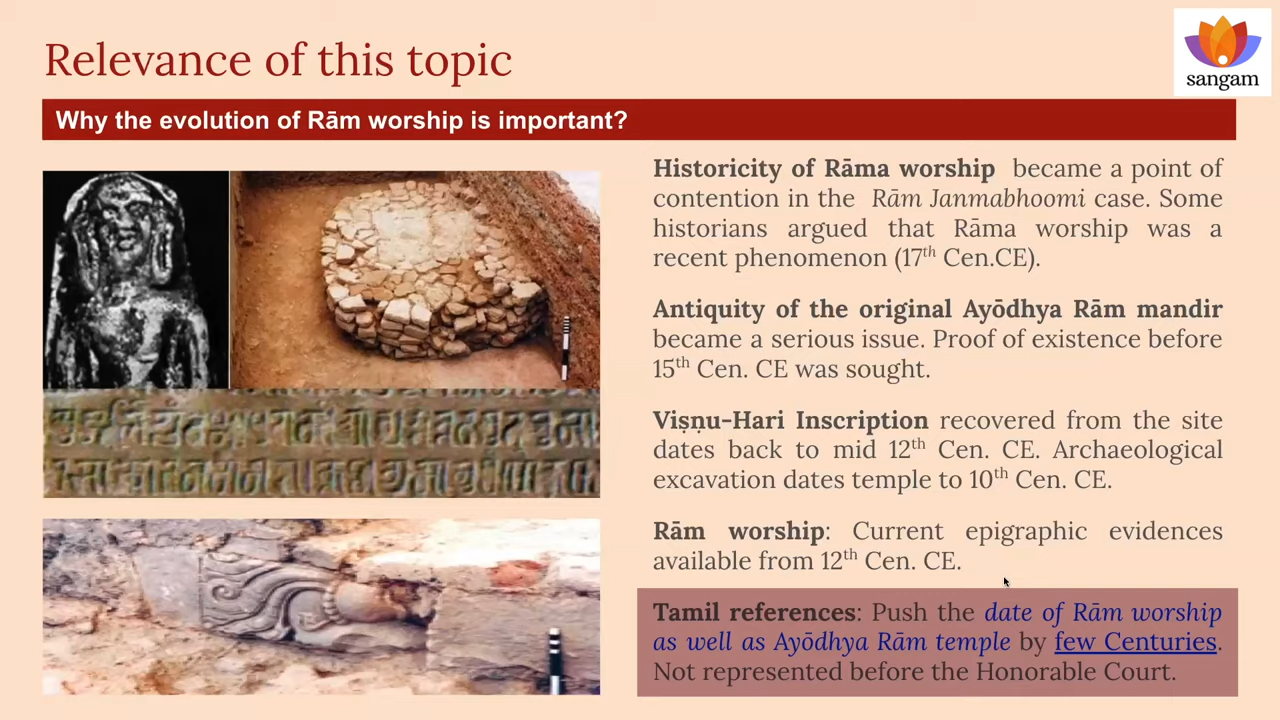 Relevance of this topic
sangam
Why the evolution of Rām worship is important?
Historicity of Rāma worship became a point of
contention in the Rām Janmabhoomi case. Some
historians argued that Rāma worship was a
recent phenomenon (17th Cen.CE).
Antiquity of the original Ayōdhya Rām mandir
became a serious issue. Proof of existence before
15th Cen. CE was sought.
Viṣṇu-Hari Inscription recovered from the site
dates back to mid 12th Cen. CE. Archaeological
excavation dates temple to 10th Cen. CE.
Rām worship: Current epigraphic evidences
available from 12th Cen. CE.
Tamil references: Push the date of Rām worship
as well as Ayōdhya Rām temple by few Centuries.
Not represented before the Honorable Court.